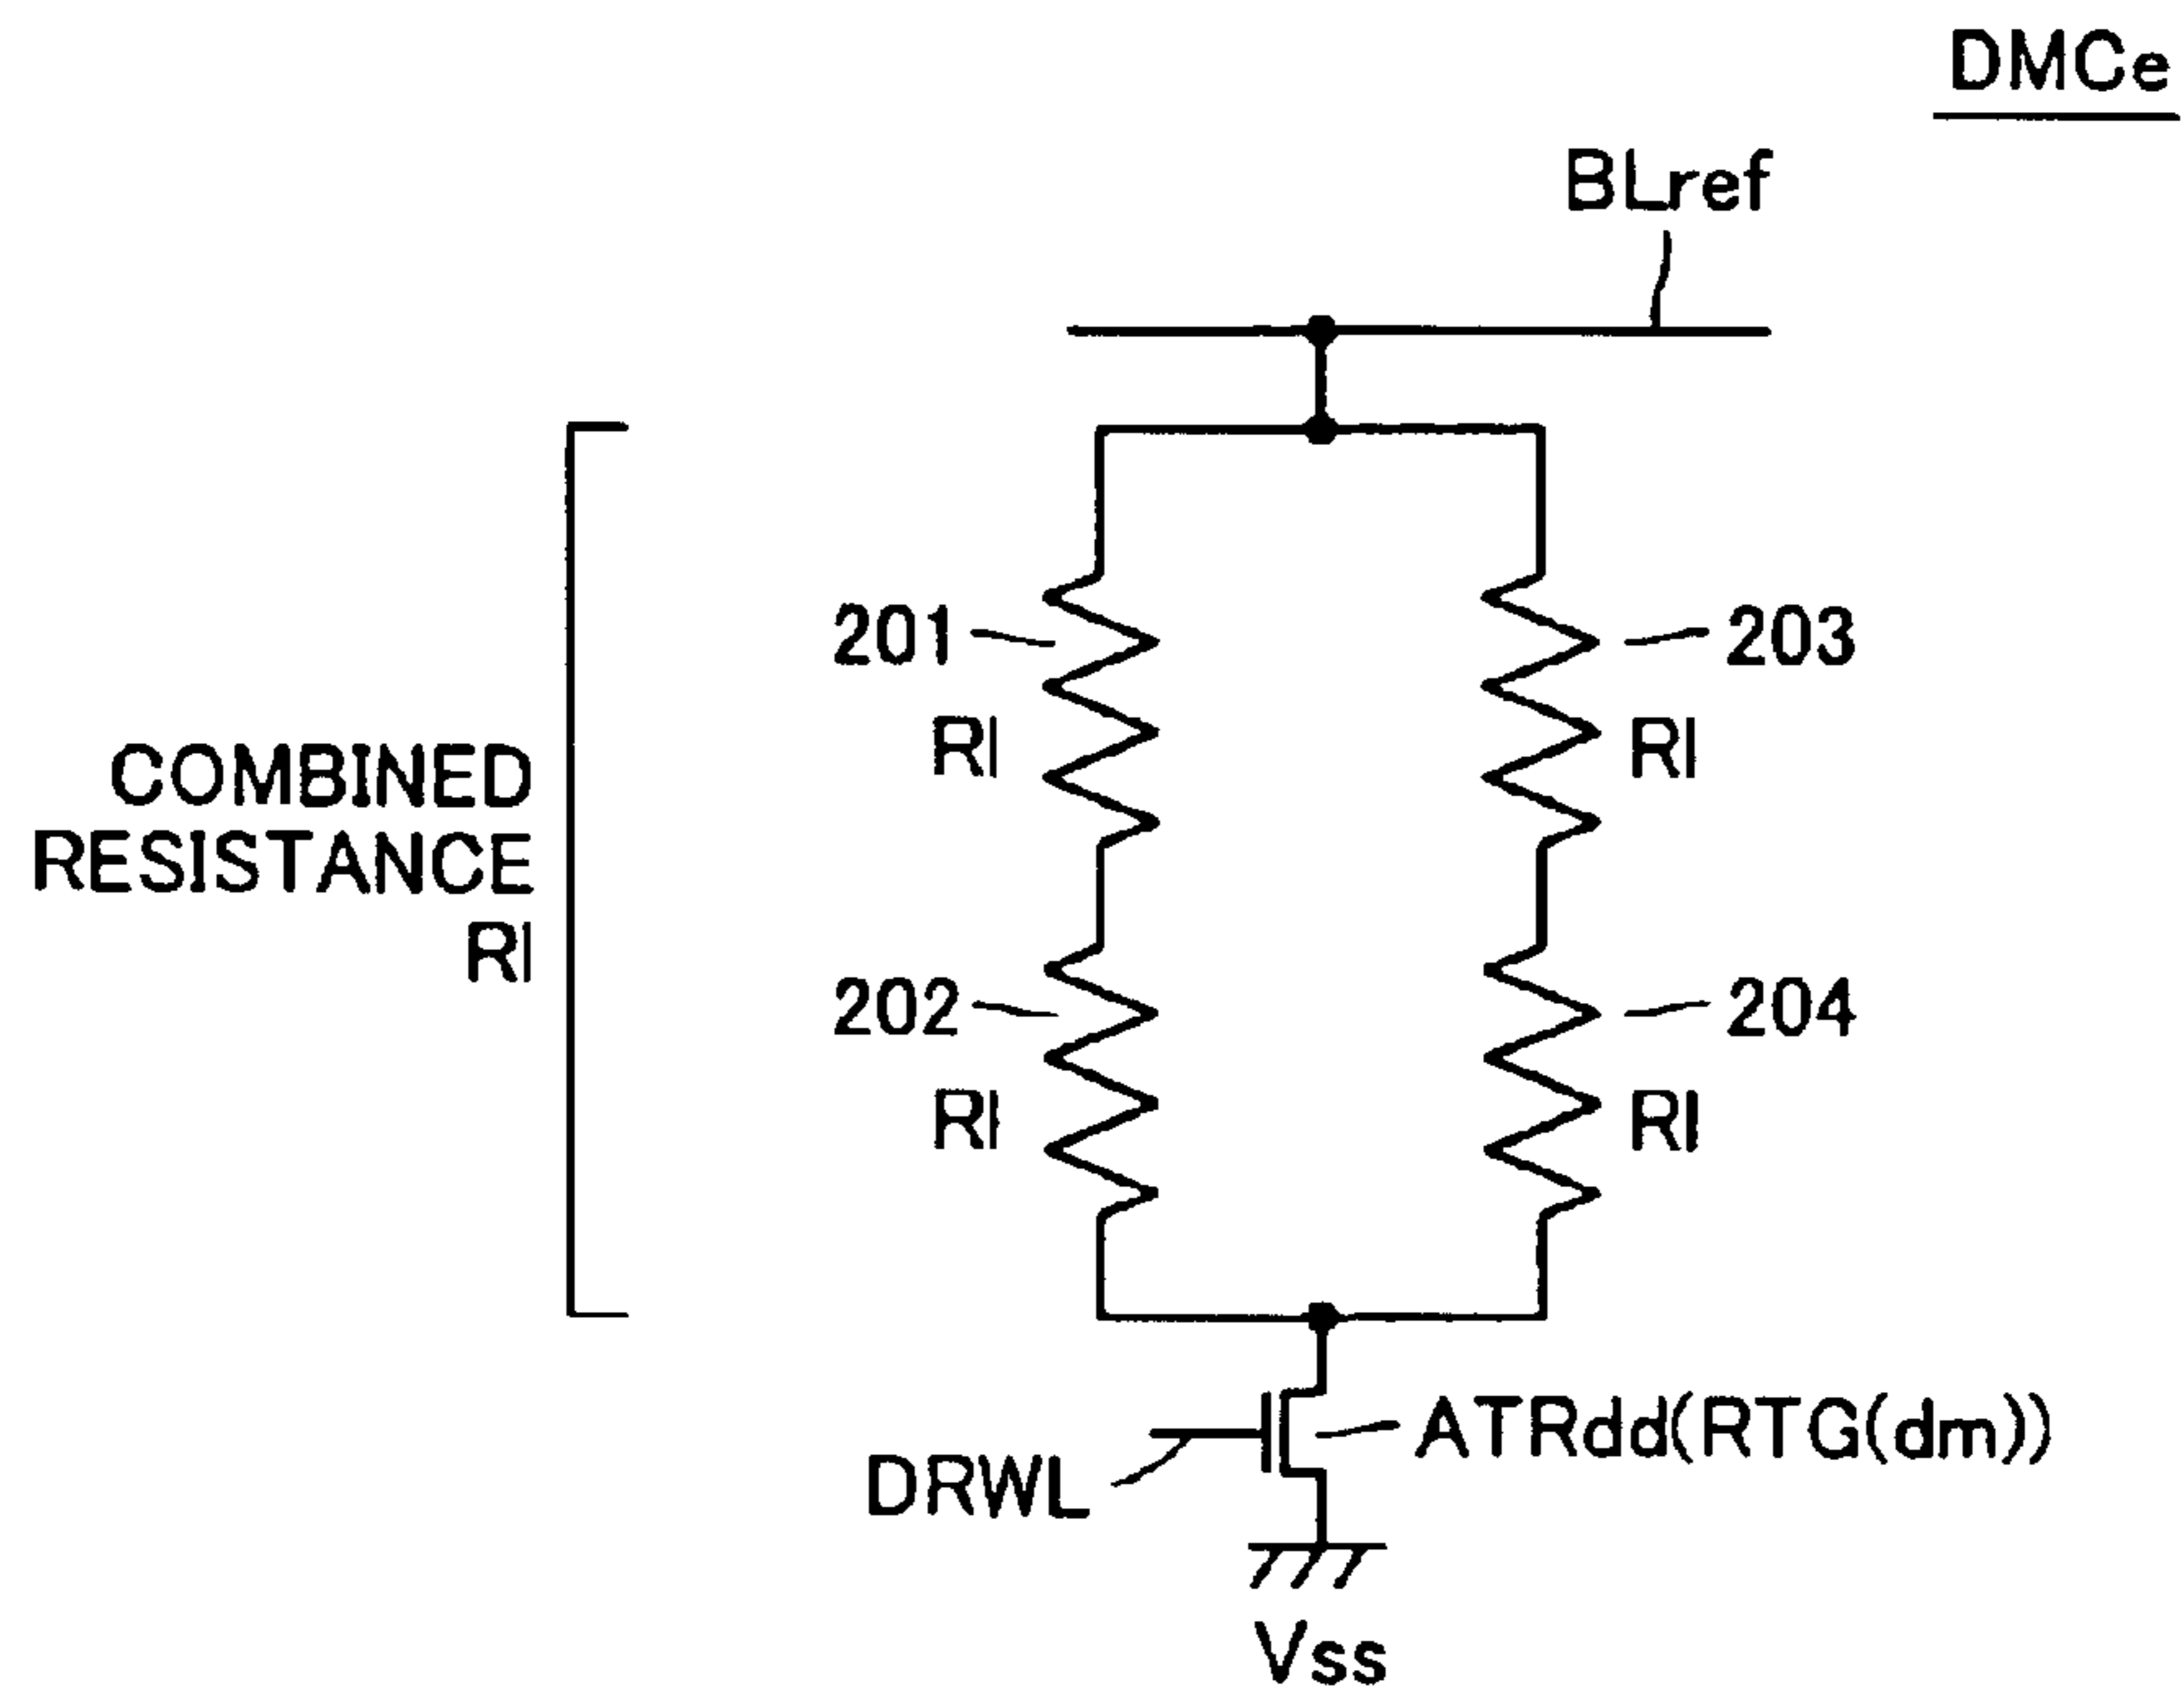 DMCe
BLref
201
RI
203
RI
COMBINED
RESISTANCE
RI
202
RI
204
RI
ATRdd(RTG(dm))
DRWL
Vss